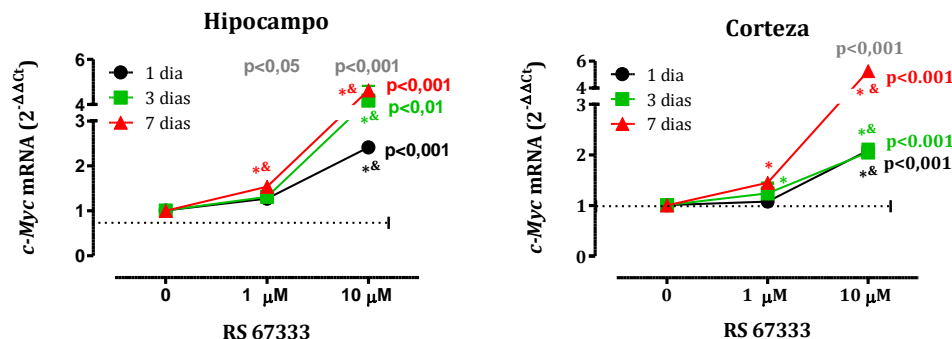 Hipocampo
c-Myc mRNA (2^-ΔΔCt)
6
4
3
2
1
0
1 dia
3 dias
7 dias
p<0,05
p<0,001
*& p<0,001
p<0,01
*&
*&
p<0,001
*&
0
1 µM
10 µM
RS 67333
Corteza
c-Myc mRNA (2^-ΔΔCt)
6
4
3
2
1
0
1 dia
3 dias
7 dias
p<0,001
p<0.001
*&
*&
p<0.001
*
*
*& p<0,001
0
1 µM
10 µM
RS 67333